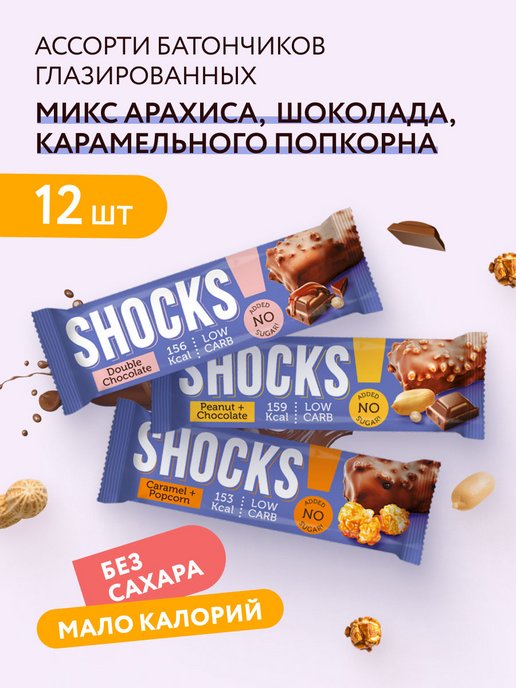 АССОРТИ БАТОНЧИКОВ
ГЛАЗИРОВАННЫХ
МИКС АРАХИСА, ШОКОЛАДА,
КАРАМЕЛЬНОГО ПОПКОРНА
12 шт
SHOCKS!
Double
Chocolate
156
Kcal
LOW
CARB
ADDED
NO
SUGAR!
SHOCKS!
Peanut +
Chocolate
159
Kcal
LOW
CARB
ADDED
NO
SUGAR!
SHOCKS!
Caramel +
Popcorn
153
Kcal
LOW
CARB
ADDED
NO
SUGAR!
БЕЗ
САХАРА
МАЛО КАЛОРИЙ